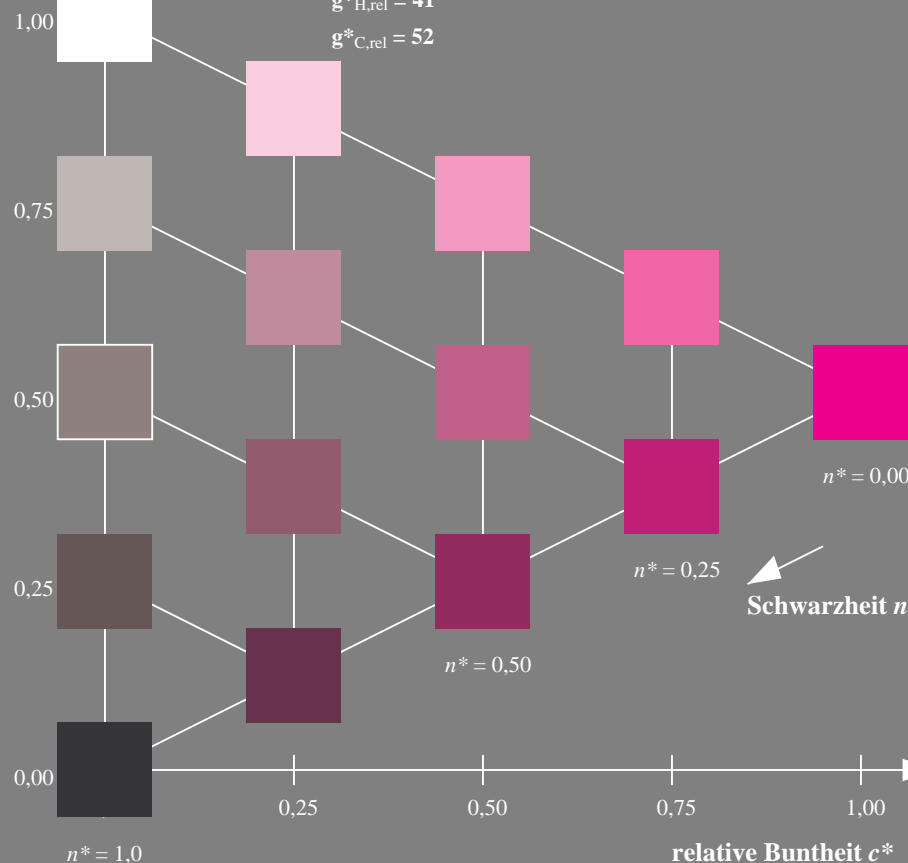 g*H,rel = 41
1,00
g*C,rel = 52
0,75
0,50
n* = 0,00
0,25
n* = 0,25
Schwarzheit n
n* = 0,50
0,00
0,25
0,50
0,75
1,00
n* = 1,0
relative Buntheit c*